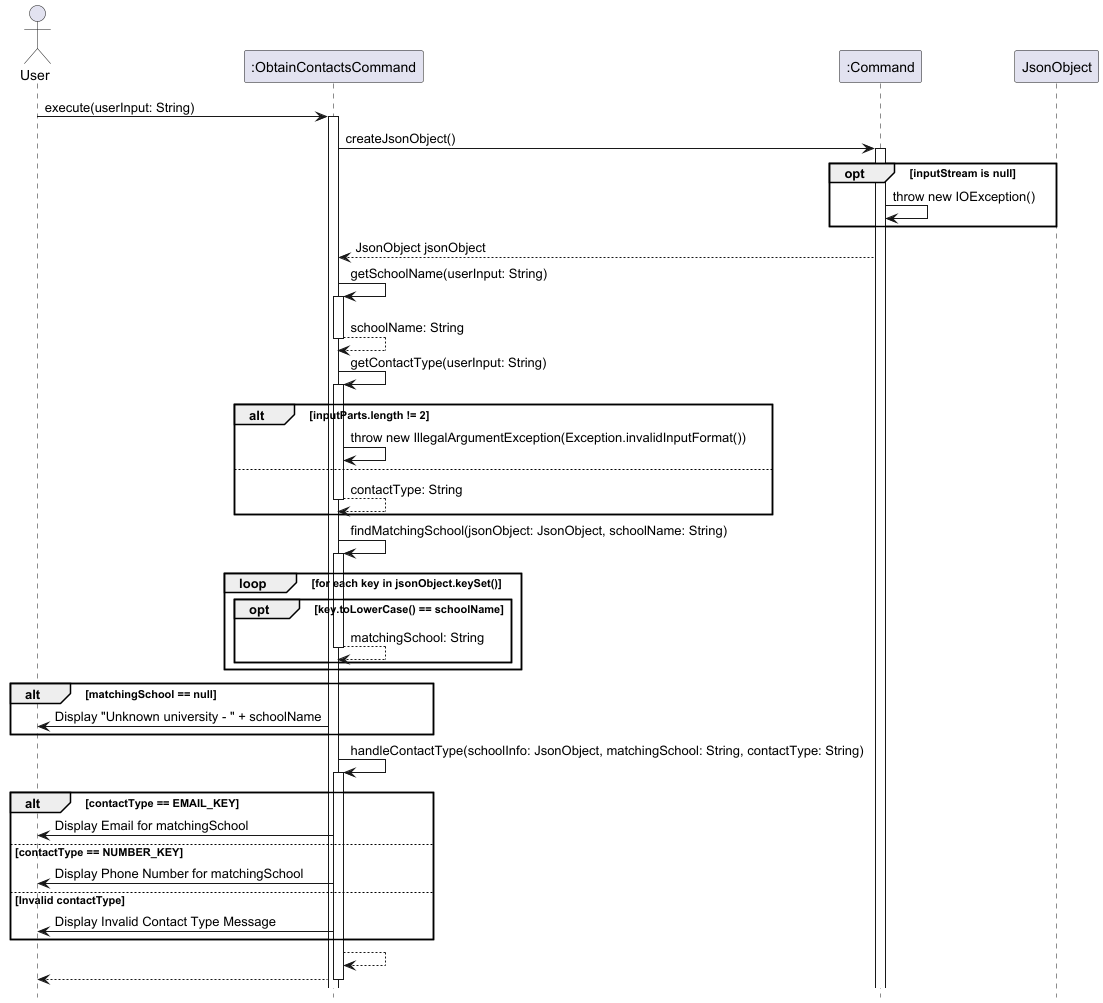 User
:ObtainContactsCommand
:Command
JsonObject
execute(userInput: String)
createJsonObject()
opt [inputStream is null]
throw new IOException()
JsonObject jsonObject
getSchoolName(userInput: String)
schoolName: String
getContactType(userInput: String)
alt [inputParts.length != 2]
throw new IllegalArgumentException(Exception.invalidInputFormat())
contactType: String
findMatchingSchool(jsonObject: JsonObject, schoolName: String)
loop [for each key in jsonObject.keySet()]
opt [key.toLowerCase() == schoolName]
matchingSchool: String
alt [matchingSchool == null]
Display "Unknown university - " + schoolName
handleContactType(schoolInfo: JsonObject, matchingSchool: String, contactType: String)
alt [contactType == EMAIL_KEY]
Display Email for matchingSchool
[contactType == NUMBER_KEY]
Display Phone Number for matchingSchool
[Invalid contactType]
Display Invalid Contact Type Message